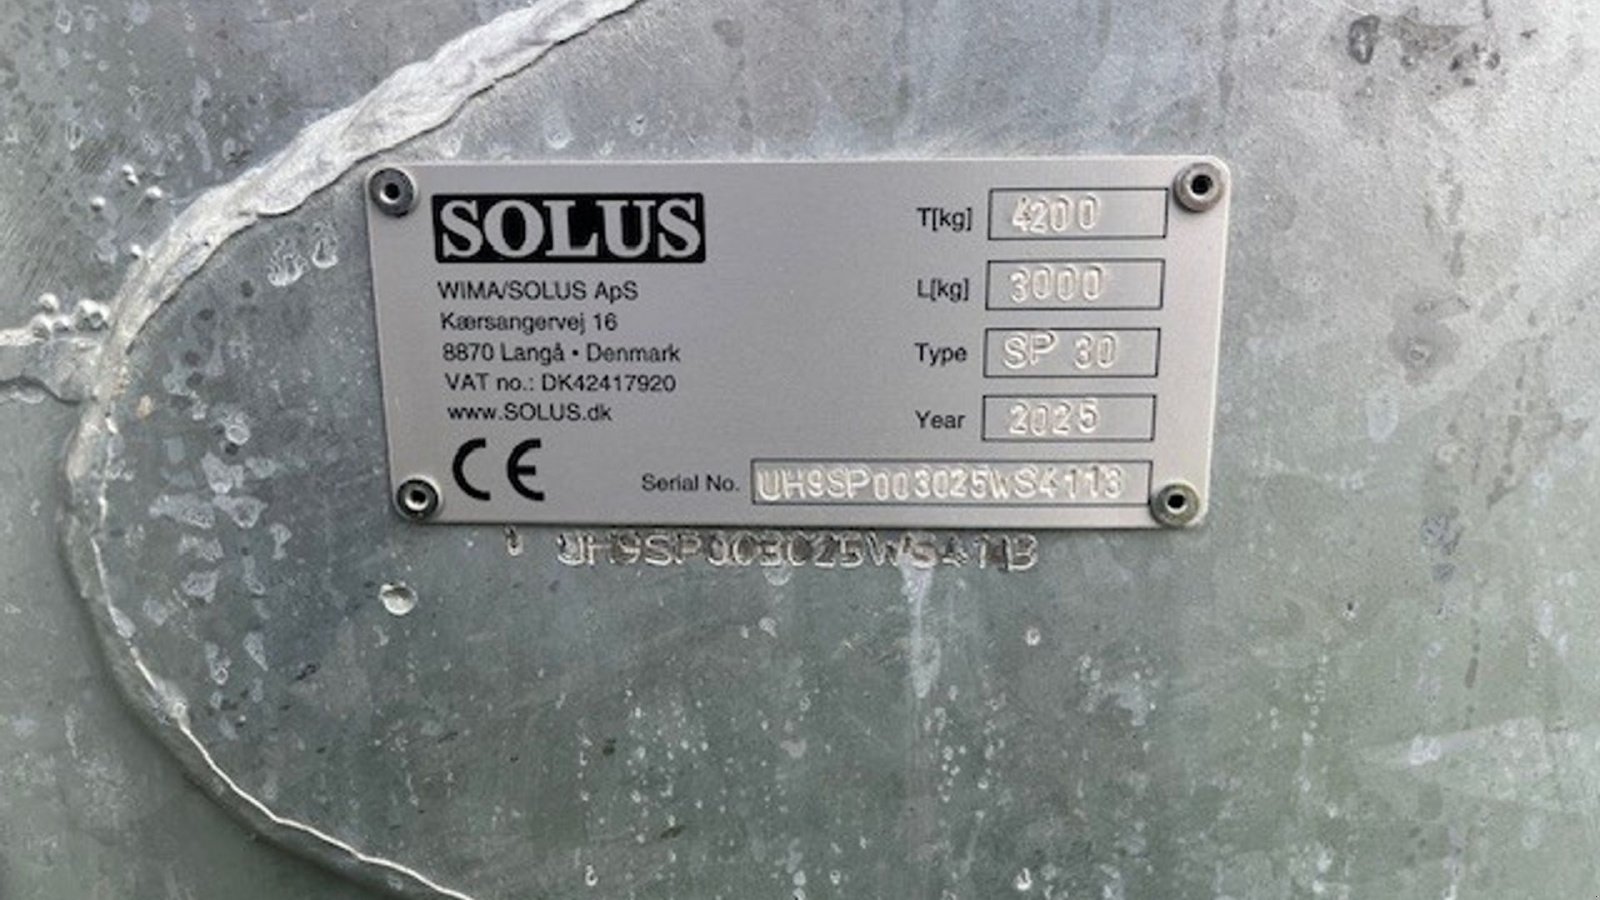 SOLUS
WIMA/SOLUS ApS
Kærsangervej 16
8870 Langå • Denmark
VAT no.: DK42417920
www.SOLUS.dk
CE
T[kg] 4200
L[kg] 3000
Type SP 30
Year 2025
Serial No. UH9SP003025WS4113
UH9SP003025WS4113